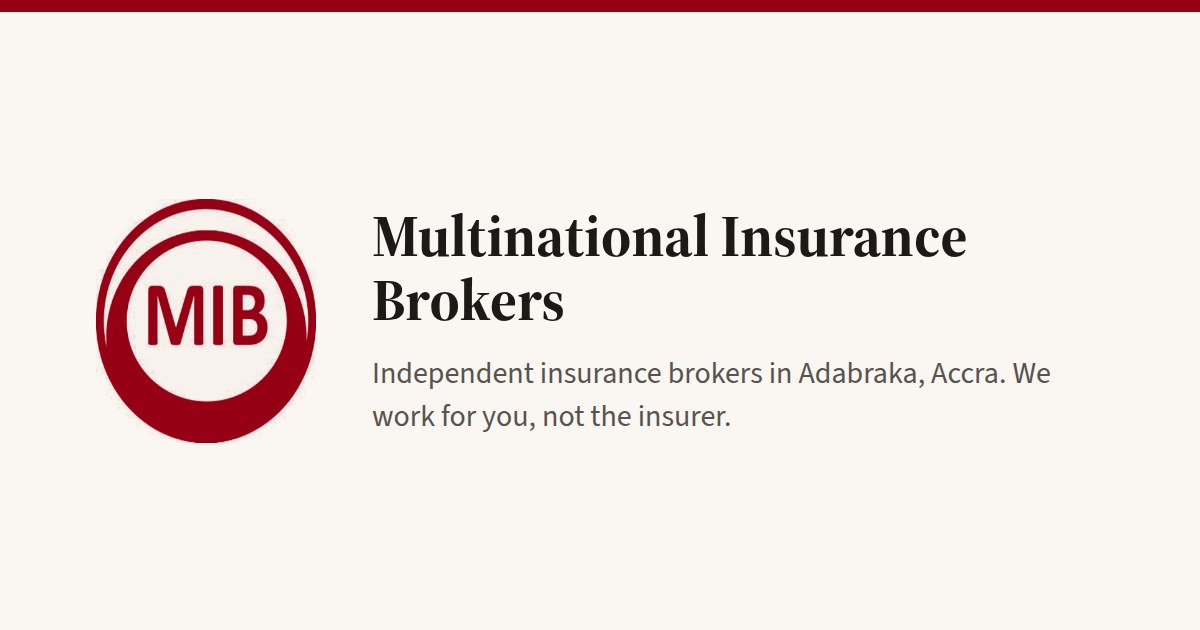 MIB
Multinational Insurance
Brokers
Independent insurance brokers in Adabraka, Accra. We
work for you, not the insurer.